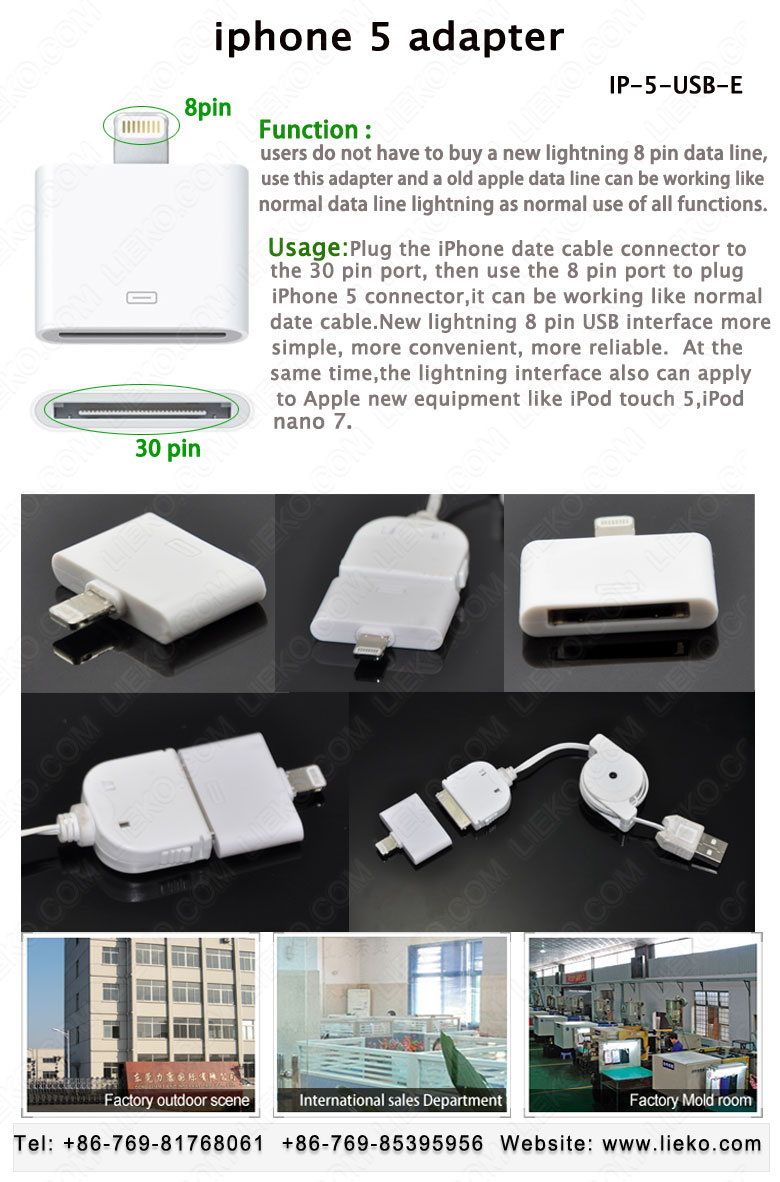 iphone 5 adapter
IP-5-USB-E
8pin
Function :
users do not have to buy a new lightning 8 pin data line,
use this adapter and a old apple data line can be working like
normal data line lightning as normal use of all functions.
Usage:Plug the iPhone date cable connector to
the 30 pin port, then use the 8 pin port to plug
iPhone 5 connector,it can be working like normal
date cable.New lightning 8 pin USB interface more
simple, more convenient, more reliable. At the
same time,the lightning interface also can apply
to Apple new equipment like iPod touch 5,iPod
nano 7.
30 pin
LIEKO.COM
Factory outdoor scene
International sales Department
Factory Mold room
Tel: +86-769-81768061 +86-769-85395956 Website: www.lieko.com